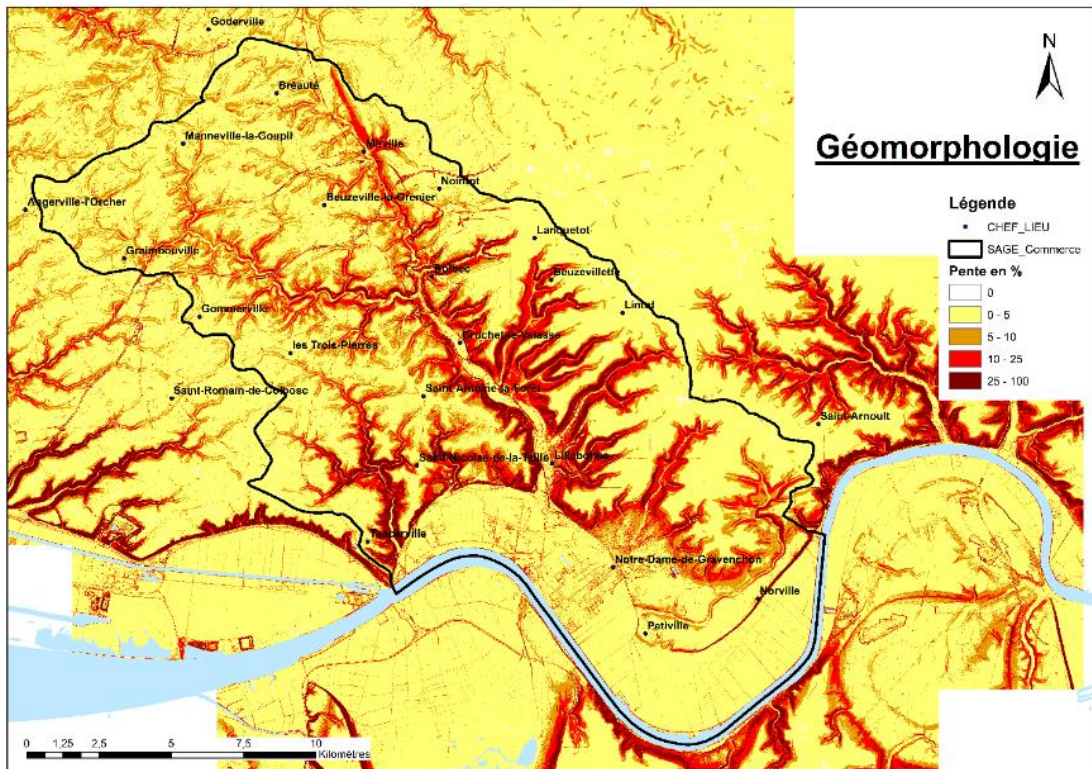 Goderville
N
Bréauté
Manneville-la-Goupil
Géomorphologie
Mirville
Nointot
Légende
Angerville-l'Orcher
Beuzeville-la-Grenier
CHEF_LIEU
Lanquetot
SAGE_Commerce
Graimbouville
Pente en %
Bolbec
Beuzevillette
0
0 - 5
Gommerville
Lintot
5 - 10
Gruchet-le-Valasse
10 - 25
les Trois-Pierres
25 - 100
Saint-Romain-de-Colbosc
Saint-Antoine-la-Forêt
Saint-Arnoult
Saint-Nicolas-de-la-Taille
Lillebonne
Tancarville
Notre-Dame-de-Gravenchon
Norville
Petiville
0 1,25 2,5 5 7,5 10
Kilomètres